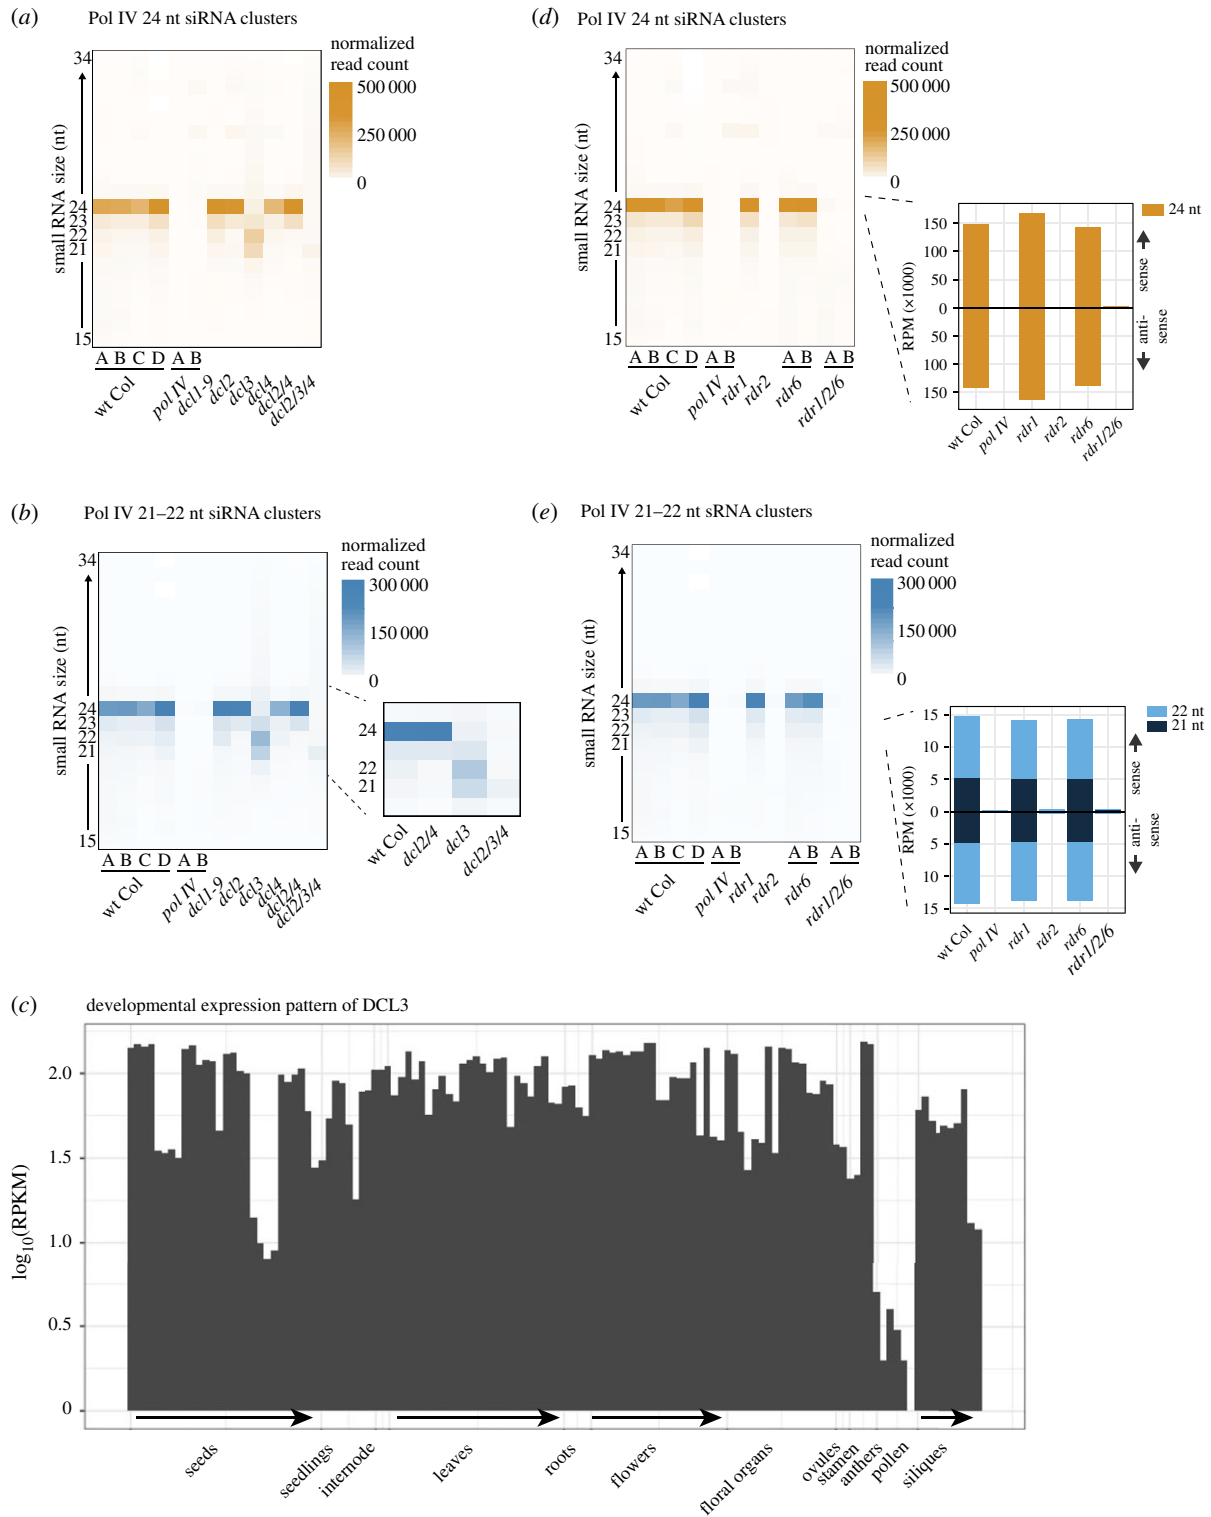 (a) Pol IV 24 nt siRNA clusters
normalized
read count
500 000
250 000
0
small RNA size (nt)
34
24
23
22
21
15
A B C D A B
wt Col
pol IV
dcl1-9
dcl2
dcl3
dcl4
dcl2/4
dcl2/3/4
(d) Pol IV 24 nt siRNA clusters
normalized
read count
500 000
250 000
0
small RNA size (nt)
34
24
23
22
21
15
A B C D A B A B A B
wt Col
pol IV
rdr1
rdr2
rdr6
rdr1/2/6
24 nt
RPM (×1000)
150
100
50
0
50
100
150
sense
anti-
sense
wt Col
pol IV
rdr1
rdr2
rdr6
rdr1/2/6
(b) Pol IV 21–22 nt siRNA clusters
normalized
read count
300 000
150 000
0
small RNA size (nt)
34
24
23
22
21
15
A B C D A B
wt Col
pol IV
dcl1-9
dcl2
dcl3
dcl4
dcl2/4
dcl2/3/4
24
22
21
wt Col
dcl2/4
dcl3
dcl2/3/4
(e) Pol IV 21–22 nt sRNA clusters
normalized
read count
300 000
150 000
0
small RNA size (nt)
34
24
23
22
21
15
A B C D A B A B A B
wt Col
pol IV
rdr1
rdr2
rdr6
rdr1/2/6
22 nt
21 nt
RPM (×1000)
15
10
5
0
5
10
15
sense
anti-
sense
wt Col
pol IV
rdr1
rdr2
rdr6
rdr1/2/6
(c) developmental expression pattern of DCL3
log10(RPKM)
2.0
1.5
1.0
0.5
0
seeds
seedlings
internode
leaves
roots
flowers
floral organs
ovules
stamen
anthers
pollen
siliques